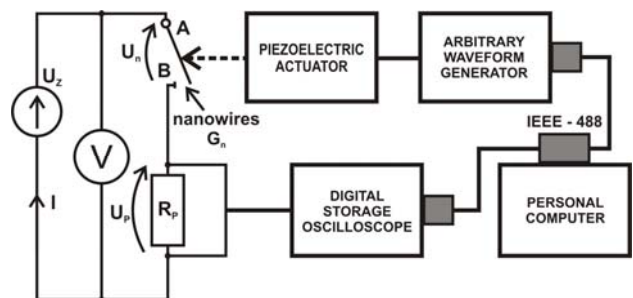 U_Z
I
V
U_n
A
B
nanowires
G_n
U_P
R_P
PIEZOELECTRIC
ACTUATOR
ARBITRARY
WAVEFORM
GENERATOR
IEEE - 488
DIGITAL
STORAGE
OSCILLOSCOPE
PERSONAL
COMPUTER